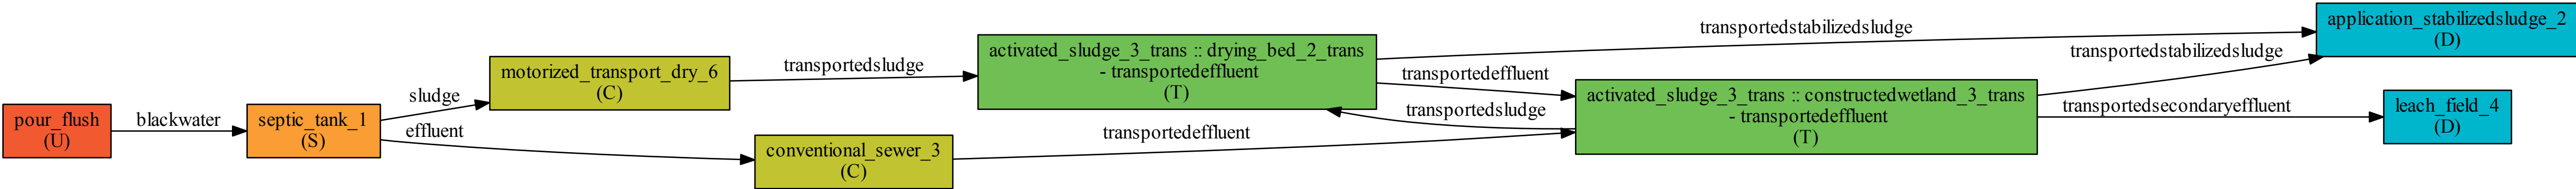 pour_flush
(U)
blackwater
septic_tank_1
(S)
sludge
effluent
motorized_transport_dry_6
(C)
conventional_sewer_3
(C)
transportedsludge
transportedeffluent
activated_sludge_3_trans :: drying_bed_2_trans
- transportedeffluent
(T)
transportedeffluent
transportedsludge
transportedstabilizedsludge
activated_sludge_3_trans :: constructedwetland_3_trans
- transportedeffluent
(T)
transportedstabilizedsludge
transportedsecondaryeffluent
application_stabilizedsludge_2
(D)
leach_field_4
(D)